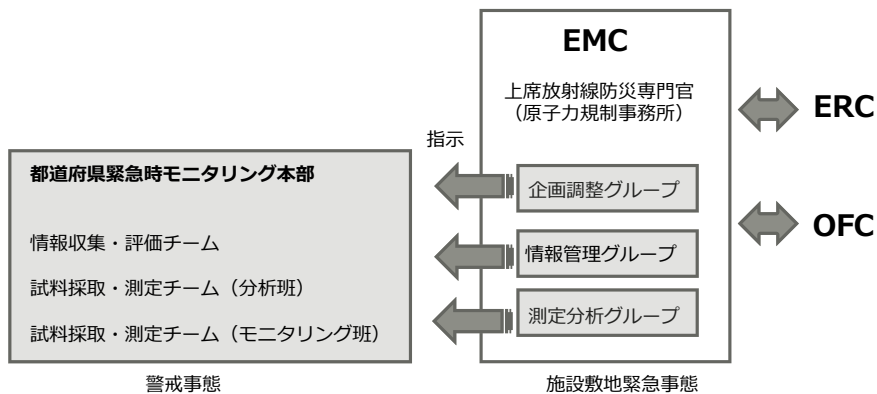 EMC
上席放射線防災専門官
（原子力規制事務所）
ERC
指示
都道府県緊急時モニタリング本部
企画調整グループ
OFC
情報収集・評価チーム
情報管理グループ
試料採取・測定チーム（分析班）
測定分析グループ
試料採取・測定チーム（モニタリング班）
警戒事態
施設敷地緊急事態